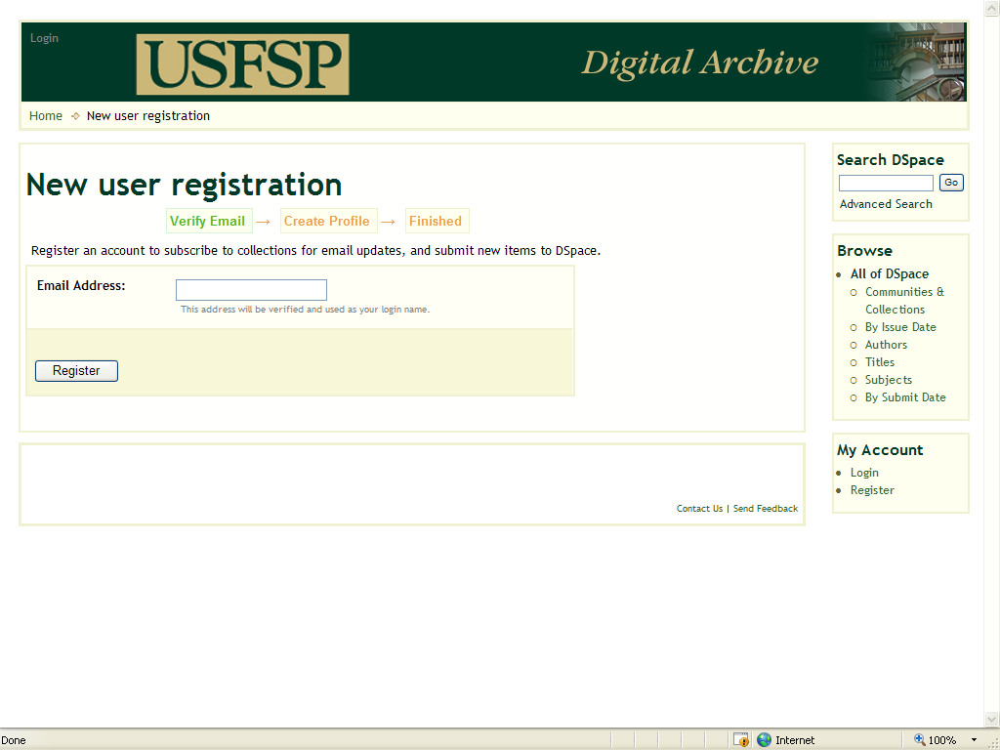 Login
USFSP
Digital Archive
Home New user registration
New user registration
Verify Email → Create Profile → Finished
Register an account to subscribe to collections for email updates, and submit new items to DSpace.
Email Address:
This address will be verified and used as your login name.
Register
Contact Us | Send Feedback
Search DSpace
Go
Advanced Search
Browse
All of DSpace
Communities &
Collections
By Issue Date
Authors
Titles
Subjects
By Submit Date
My Account
Login
Register
Done
Internet
100%